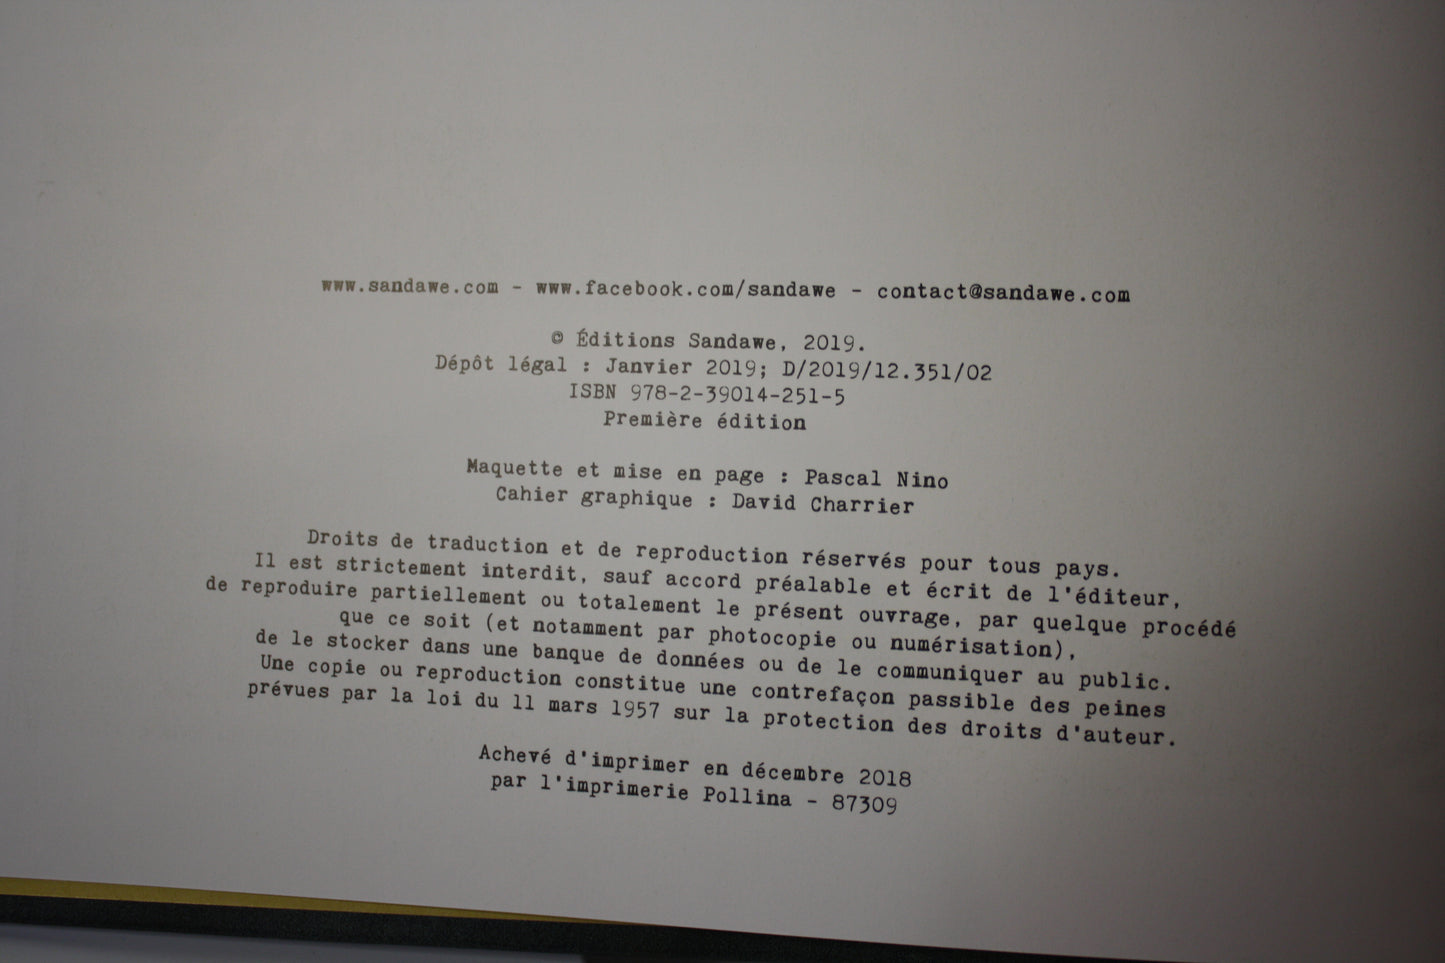 www.sandawe.com - www.facebook.com/sandawe - contact@sandawe.com
© Éditions Sandawe, 2019.
Dépôt légal : Janvier 2019; D/2019/12.351/02
ISBN 978-2-39014-251-5
Première édition
Maquette et mise en page : Pascal Nino
Cahier graphique : David Charrier
Droits de traduction et de reproduction réservés pour tous pays.
Il est strictement interdit, sauf accord préalable et écrit de l'éditeur,
de reproduire partiellement ou totalement le présent ouvrage, par quelque procédé
que ce soit (et notamment par photocopie ou numérisation),
de le stocker dans une banque de données ou de le communiquer au public.
Une copie ou reproduction constitue une contrefaçon passible des peines
prévues par la loi du 11 mars 1957 sur la protection des droits d'auteur.
Achevé d'imprimer en décembre 2018
par l'imprimerie Pollina - 87309